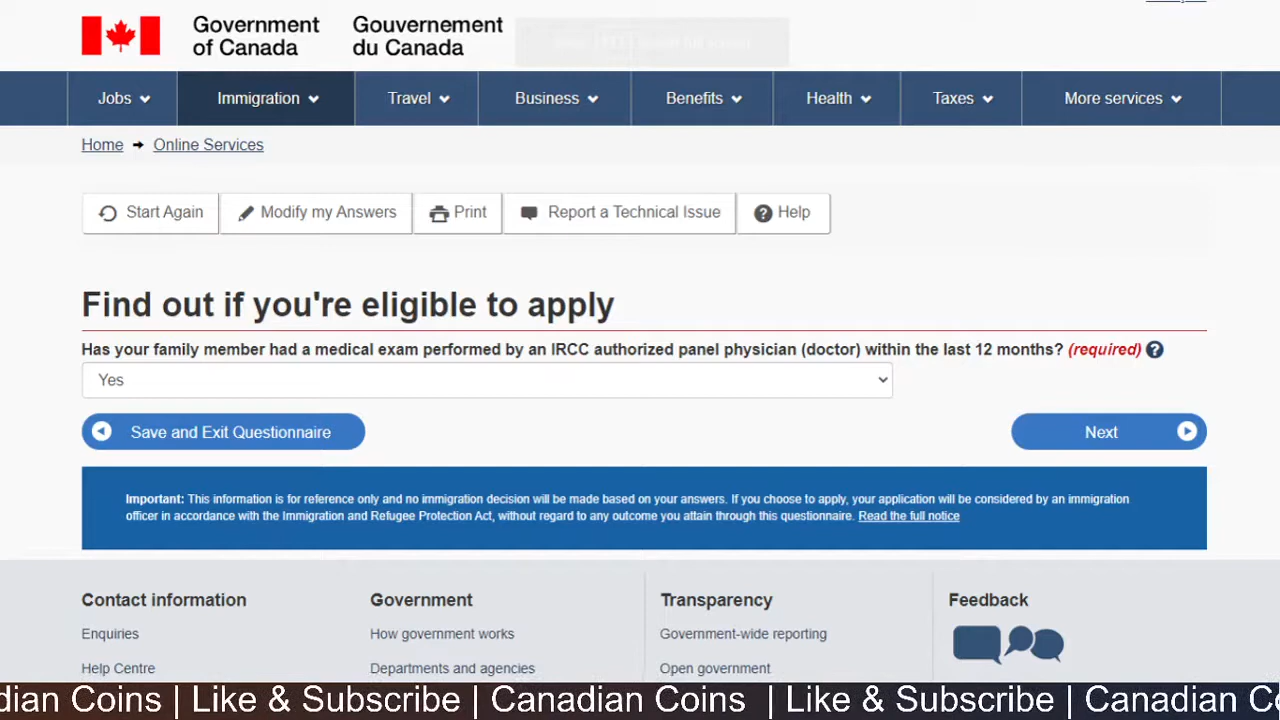 Government of Canada
Gouvernement du Canada
Jobs
Immigration
Travel
Business
Benefits
Health
Taxes
More services
Home
Online Services
Start Again
Modify my Answers
Print
Report a Technical Issue
Help
Find out if you're eligible to apply
Has your family member had a medical exam performed by an IRCC authorized panel physician (doctor) within the last 12 months? (required)
Yes
Save and Exit Questionnaire
Next
Important: This information is for reference only and no immigration decision will be made based on your answers. If you choose to apply, your application will be considered by an immigration
officer in accordance with the Immigration and Refugee Protection Act, without regard to any outcome you attain through this questionnaire. Read the full notice
Contact information
Government
Transparency
Feedback
Enquiries
How government works
Government-wide reporting
Help Centre
Departments and agencies
Open government
dian Coins | Like & Subscribe | Canadian Coins | Like & Subscribe | Canadian Co